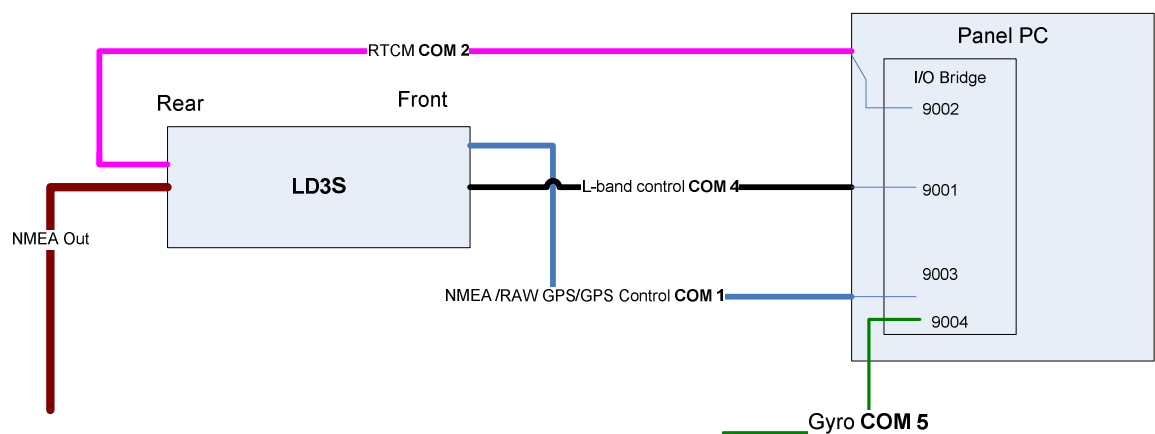 Panel PC
RTCM COM 2
I/O Bridge
Rear
Front
9002
LD3S
L-band control COM 4
9001
NMEA Out
9003
NMEA /RAW GPS/GPS Control COM 1
9004
Gyro COM 5